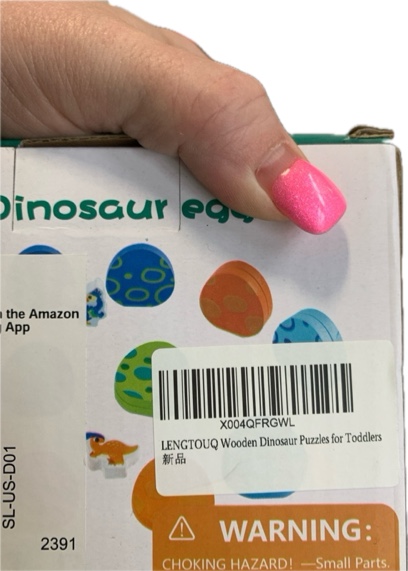 Dinosaur
the Amazon
App
X004QFRGWL
LENGTOUQ Wooden Dinosaur Puzzles for Toddlers
新品
SL-US-D01
2391
WARNING:
CHOKING HAZARD! —Small Parts.